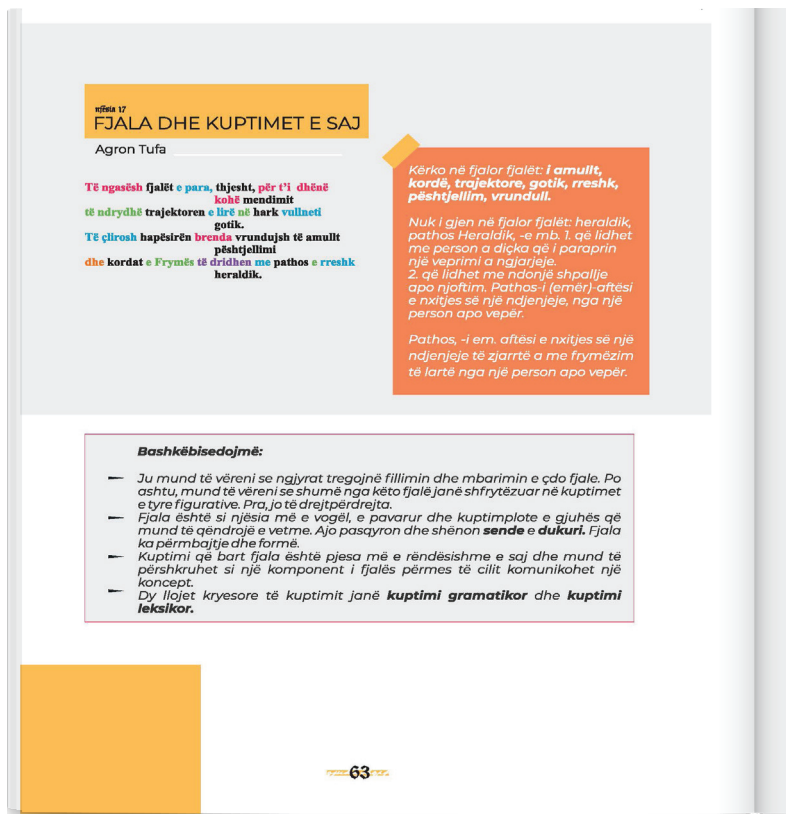 njësia 17
FJALA DHE KUPTIMET E SAJ
Agron Tufa
Të ngasësh fjalët e para, thjesht, për t'i dhënë
kohë mendimit
të ndrydhë trajektoren e lirë në hark vullneti
gotik.
Të çlirosh hapësirën brenda vrundujsh të amullt
pështjellimi
dhe kordat e Frymës të dridhen me pathos e rreshk
heraldik.
Kërko në fjalor fjalët: i amullt,
kordë, trajektore, gotik, rreshk,
pështjellim, vrundull.
Nuk i gjen në fjalor fjalët: heraldik,
pathos Heraldik, -e mb. 1. që lidhet
me person a diçka që i paraprin
një veprimi a ngjarjeje.
2. që lidhet me ndonjë shpallje
apo njoftim. Pathos-i (emër)-aftësi
e nxitjes së një ndjenjeje, nga një
person apo vepër.
Pathos, -i em. aftësi e nxitjes së një
ndjenjeje të zjarrtë a me frymëzim
të lartë nga një person apo vepër.
Bashkëbisedojmë:
Ju mund të vëreni se ngjyrat tregojnë fillimin dhe mbarimin e çdo fjale. Po
ashtu, mund të vëreni se shumë nga këto fjalë janë shfrytëzuar në kuptimet
e tyre figurative. Pra, jo të drejtpërdrejta.
Fjala është si njësia më e vogël, e pavarur dhe kuptimplote e gjuhës që
mund të qëndrojë e vetme. Ajo pasqyron dhe shënon sende e dukuri. Fjala
ka përmbajtje dhe formë.
Kuptimi që bart fjala është pjesa më e rëndësishme e saj dhe mund të
përshkruhet si një komponent i fjalës përmes të cilit komunikohet një
koncept.
Dy llojet kryesore të kuptimit janë kuptimi gramatikor dhe kuptimi
leksikor.
63